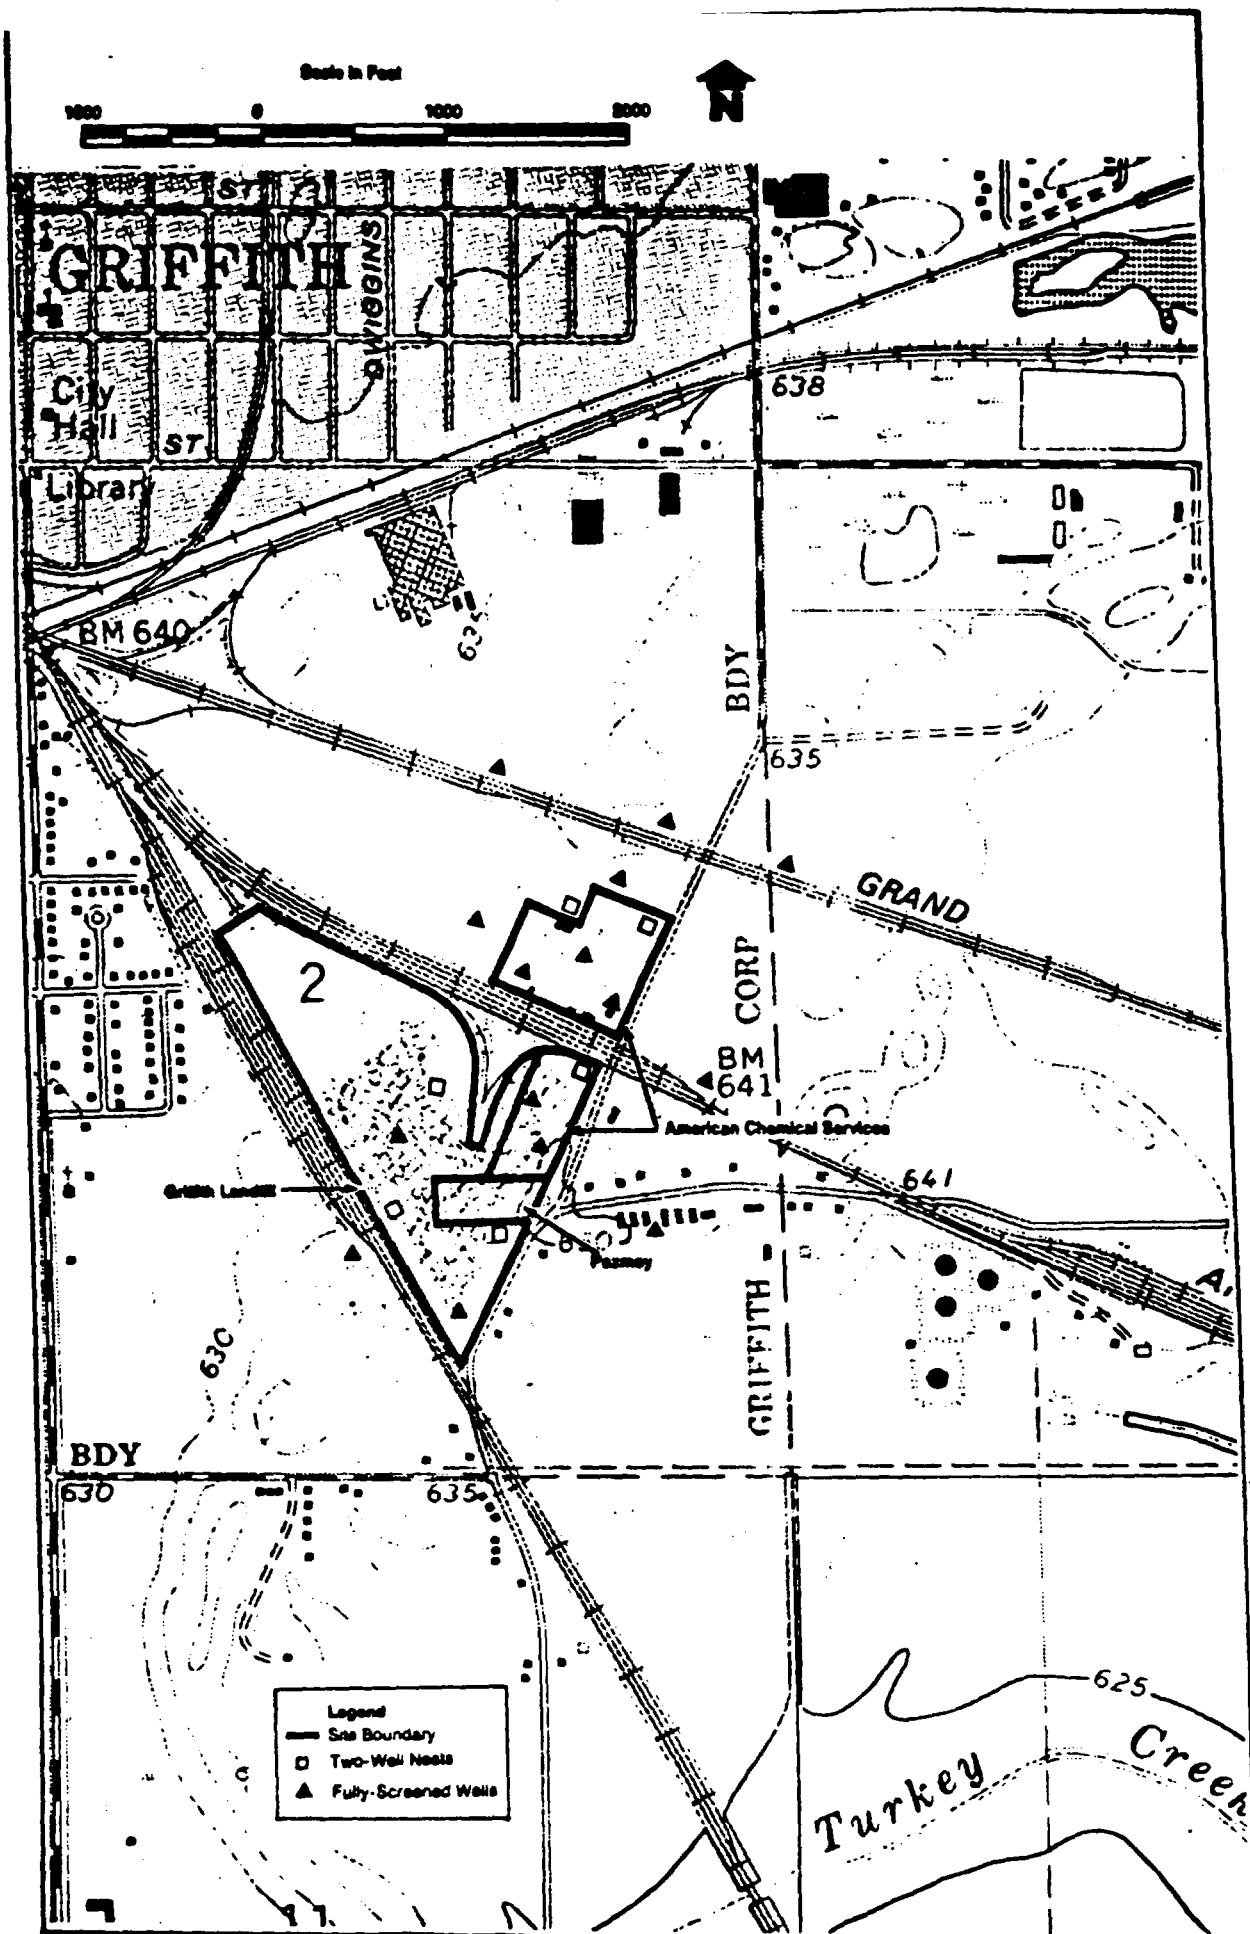 Scale in Feet
1000 0 1000 2000
N
ST
GRIFFITH
DWIGGINS
City
Hall
638
ST
Library
BM 640
635
BDY
635
GRAND
2
CORP
BM
641
American Chemical Services
641
Griffith Landfill
Pazmey
630
GRIFFITH
BDY
630
635
Legend
Site Boundary
Two-Well Nests
Fully-Screened Wells
625
Turkey
Creek